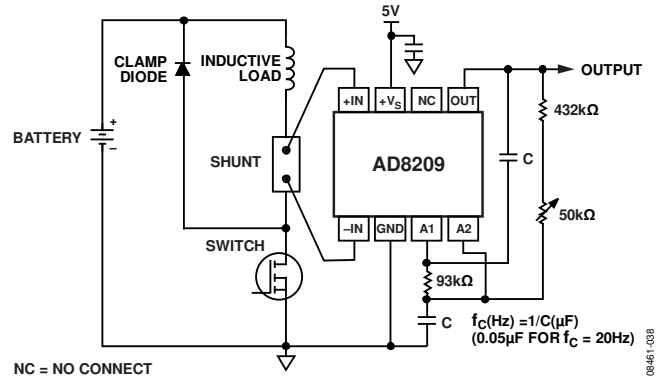 5V
OUTPUT
CLAMP
DIODE
INDUCTIVE
LOAD
+IN
+VS
NC
OUT
432kΩ
BATTERY
+
–
SHUNT
AD8209
C
50kΩ
–IN
GND
A1
A2
SWITCH
93kΩ
C
fC(Hz) =1/C(µF)
(0.05µF FOR fC = 20Hz)
NC = NO CONNECT
08461-038